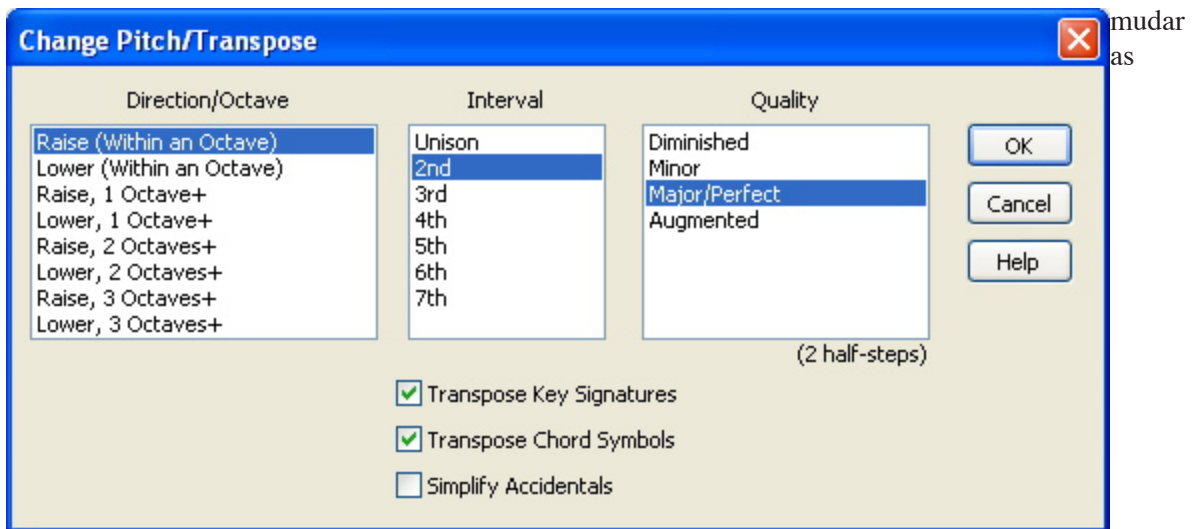 mudar
as
Change Pitch/Transpose
Direction/Octave
Raise (Within an Octave)
Lower (Within an Octave)
Raise, 1 Octave+
Lower, 1 Octave+
Raise, 2 Octaves+
Lower, 2 Octaves+
Raise, 3 Octaves+
Lower, 3 Octaves+
Interval
Unison
2nd
3rd
4th
5th
6th
7th
Quality
Diminished
Minor
Major/Perfect
Augmented
(2 half-steps)
OK
Cancel
Help
Transpose Key Signatures
Transpose Chord Symbols
Simplify Accidentals